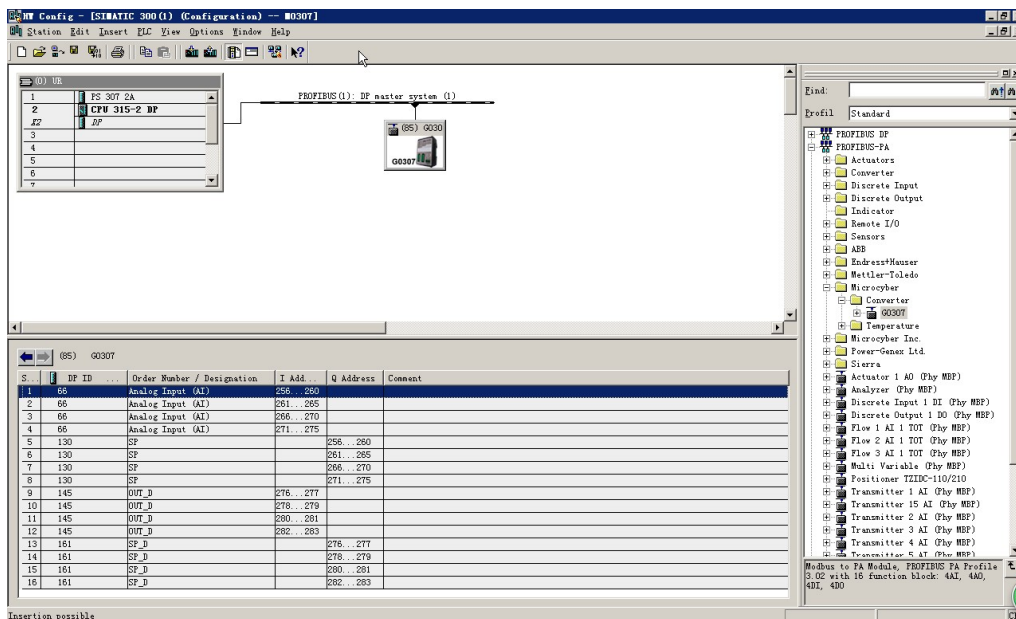 HW Config - [SIMATIC 300(1) (Configuration) -- M0307]
Station Edit Insert PLC View Options Window Help
(0) UR
1 PS 307 2A
2 CPU 315-2 DP
X2 DP
3
4
5
6
7
PROFIBUS(1): DP master system (1)
(85) G030
G0307
Find:
Profil Standard
PROFIBUS DP
PROFIBUS-PA
Actuators
Converter
Discrete Input
Discrete Output
Indicator
Remote I/O
Sensors
ABB
Endress+Hauser
Mettler-Toledo
Microcyber
Converter
G0307
Temperature
Microcyber Inc.
Power-Genex Ltd.
Sierra
Actuator 1 AO (Phy MBP)
Analyzer (Phy MBP)
Discrete Input 1 DI (Phy MBP)
Discrete Output 1 DO (Phy MBP)
Flow 1 AI 1 TOT (Phy MBP)
Flow 2 AI 1 TOT (Phy MBP)
Flow 3 AI 1 TOT (Phy MBP)
Multi Variable (Phy MBP)
Positioner TZIDC-110/210
Transmitter 1 AI (Phy MBP)
Transmitter 15 AI (Phy MBP)
Transmitter 2 AI (Phy MBP)
Transmitter 3 AI (Phy MBP)
Transmitter 4 AI (Phy MBP)
Transmitter 5 AI (Phy MBP)
Modbus to PA Module, PROFIBUS PA Profile
3.02 with 16 function block: 4AI, 4AO,
4DI, 4DO
(85) G0307
S... DP ID ... Order Number / Designation I Add... Q Address Comment
1 66 Analog Input (AI) 256...260
2 66 Analog Input (AI) 261...265
3 66 Analog Input (AI) 266...270
4 66 Analog Input (AI) 271...275
5 130 SP 256...260
6 130 SP 261...265
7 130 SP 266...270
8 130 SP 271...275
9 145 OUT_D 276...277
10 145 OUT_D 278...279
11 145 OUT_D 280...281
12 145 OUT_D 282...283
13 161 SP_D 276...277
14 161 SP_D 278...279
15 161 SP_D 280...281
16 161 SP_D 282...283
Insertion possible